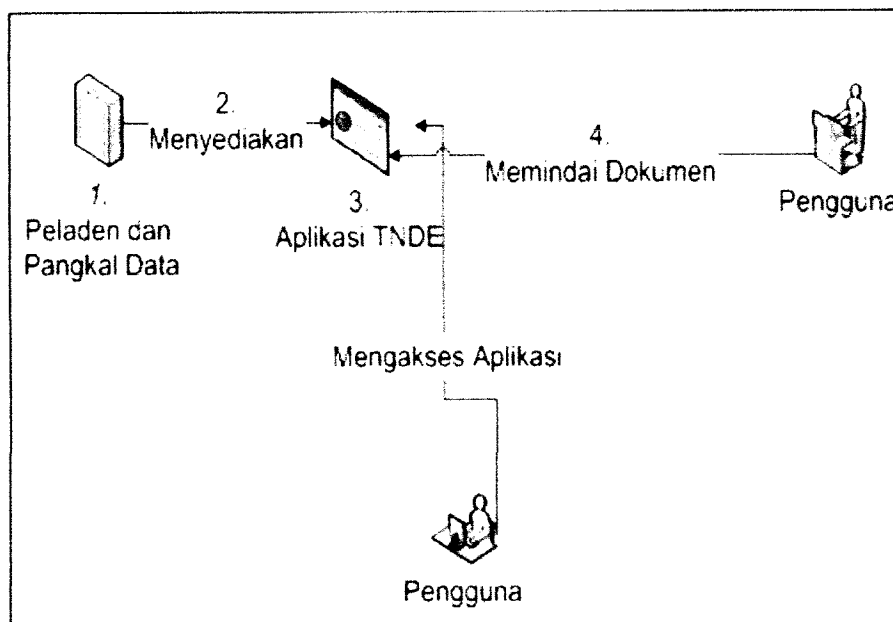 2.
Menyediakan
4.
Memindai Dokumen
1.
Peladen dan
Pangkal Data
3.
Aplikasi TNDE
Pengguna
Mengakses Aplikasi
Pengguna